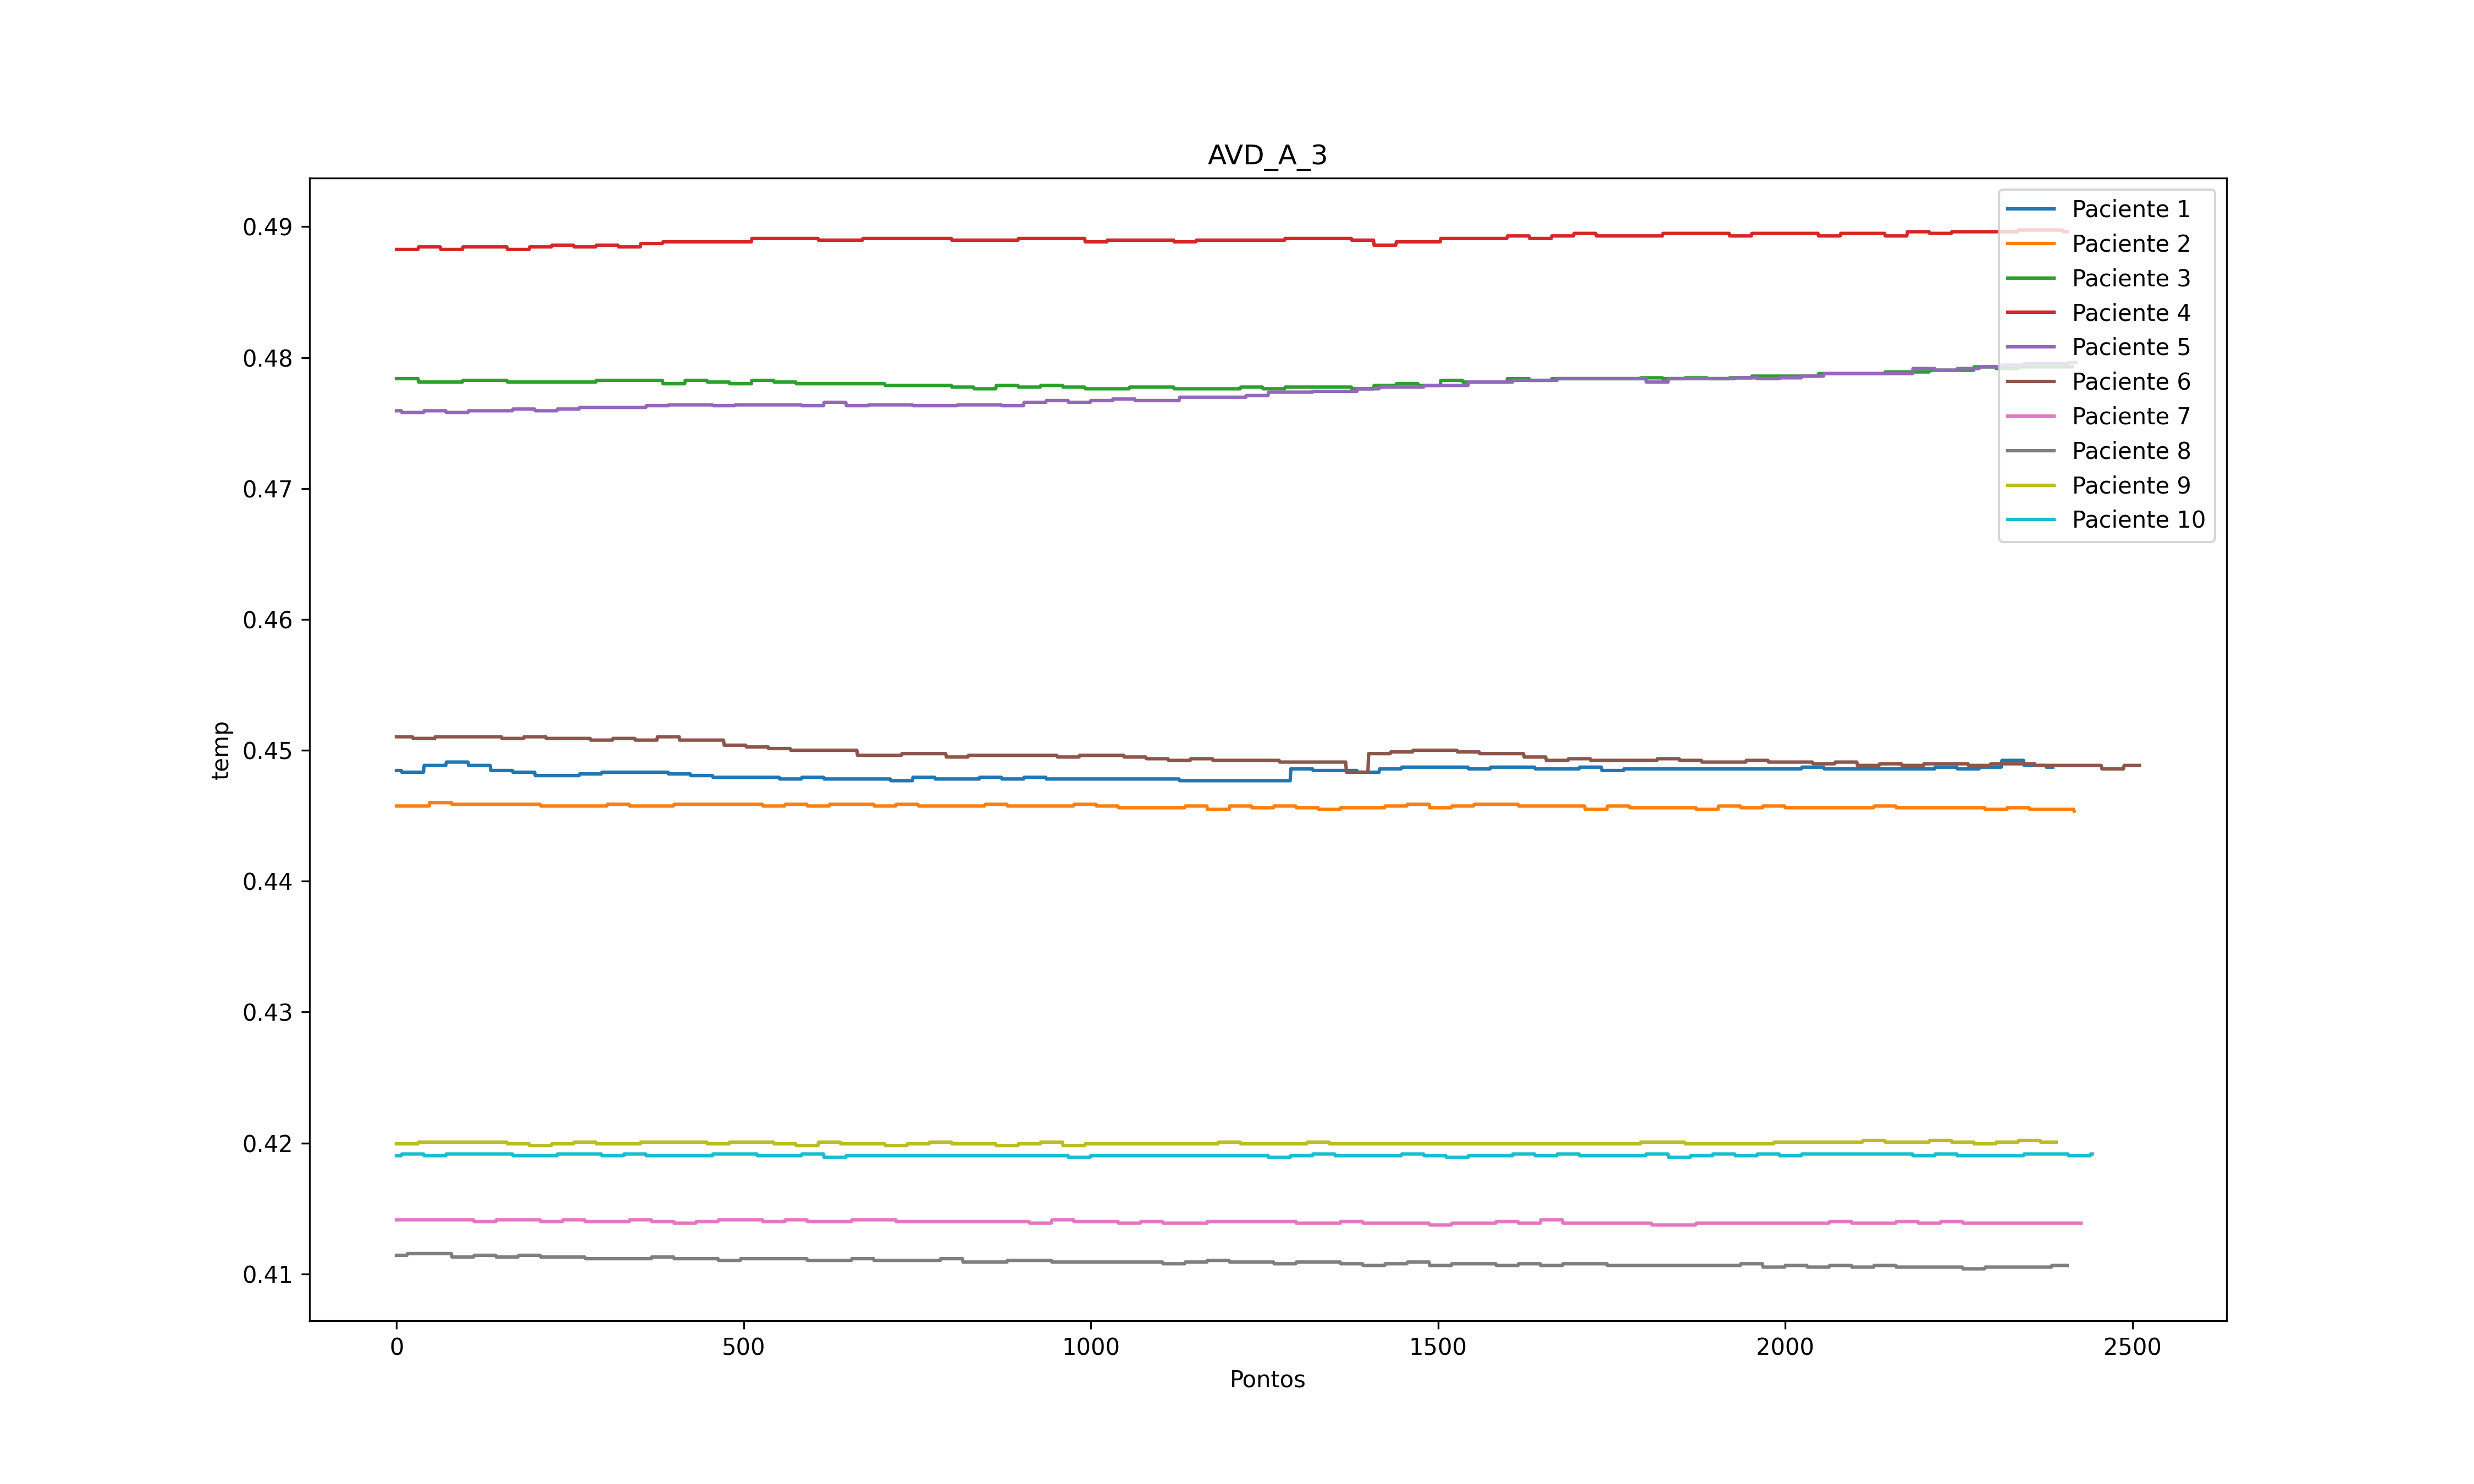 AVD_A_3
0.49
0.48
0.47
0.46
0.45
0.44
0.43
0.42
0.41
temp
0 500 1000 1500 2000 2500
Pontos
Paciente 1
Paciente 2
Paciente 3
Paciente 4
Paciente 5
Paciente 6
Paciente 7
Paciente 8
Paciente 9
Paciente 10